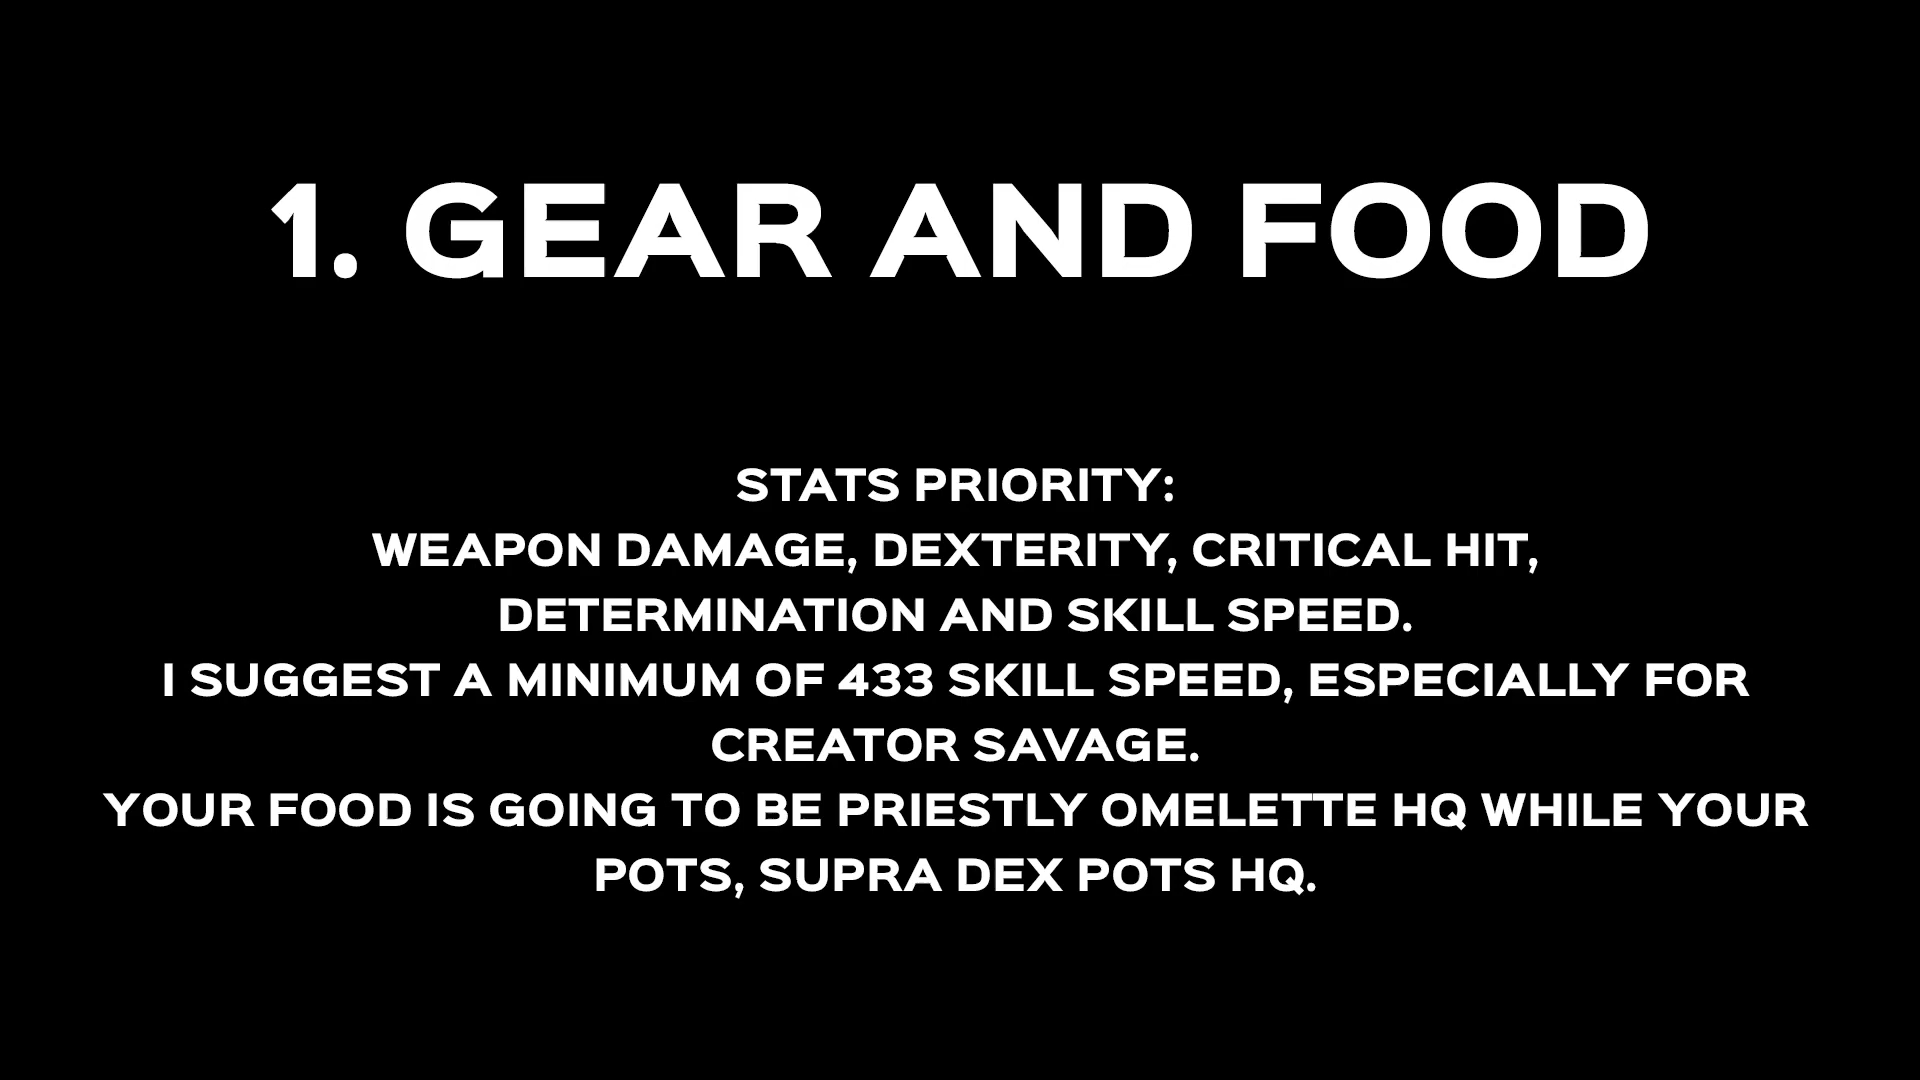 1. GEAR AND FOOD
STATS PRIORITY:
WEAPON DAMAGE, DEXTERITY, CRITICAL HIT,
DETERMINATION AND SKILL SPEED.
I SUGGEST A MINIMUM OF 433 SKILL SPEED, ESPECIALLY FOR
CREATOR SAVAGE.
YOUR FOOD IS GOING TO BE PRIESTLY OMELETTE HQ WHILE YOUR
POTS, SUPRA DEX POTS HQ.